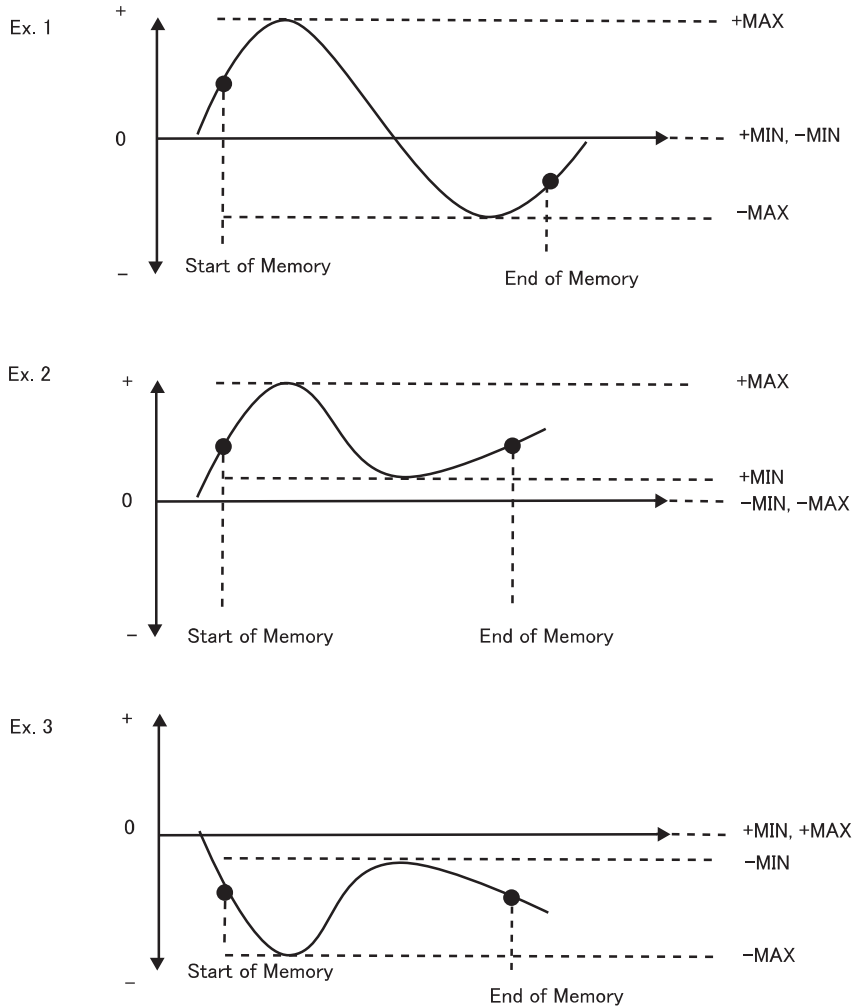 Ex. 1
+
+MAX
0
+MIN, −MIN
−MAX
−
Start of Memory
End of Memory
Ex. 2
+
+MAX
+MIN
0
−MIN, −MAX
−
Start of Memory
End of Memory
Ex. 3
+
0
+MIN, +MAX
−MIN
−MAX
−
Start of Memory
End of Memory